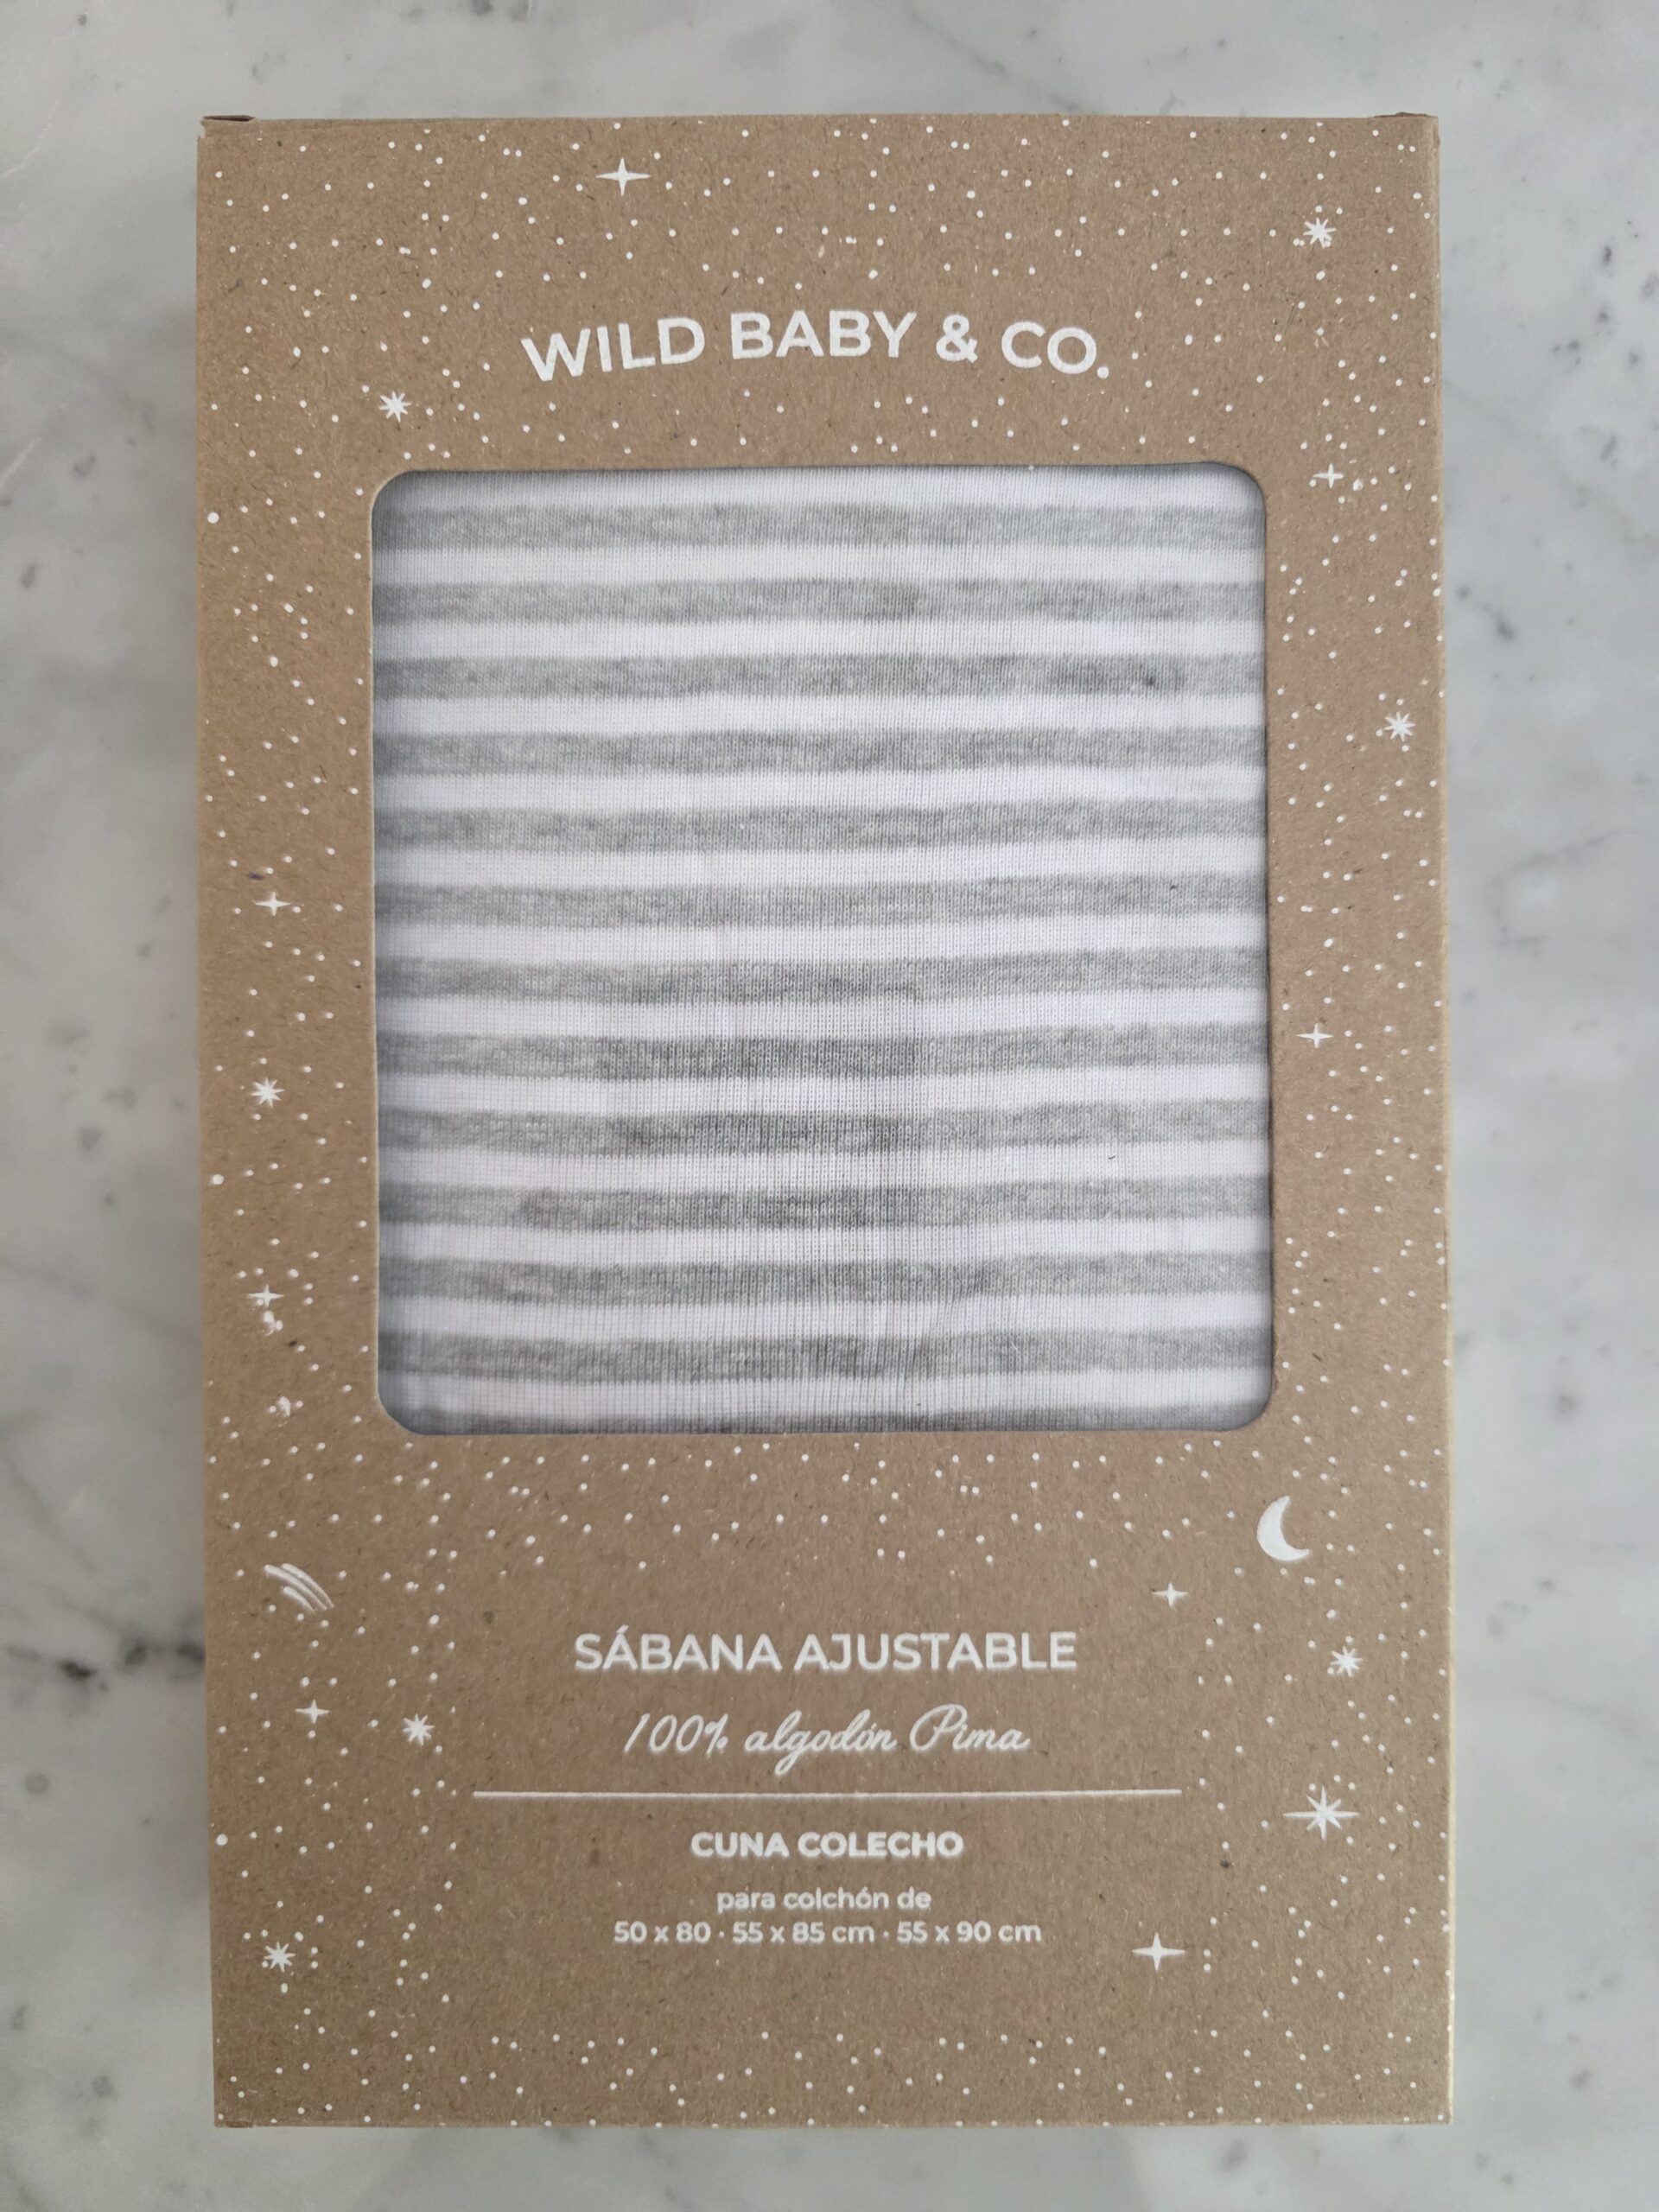 WILD BABY & CO.
SÁBANA AJUSTABLE
100% algodón Pima
CUNA COLECHO
para colchón de
50 x 80 · 55 x 85 cm · 55 x 90 cm